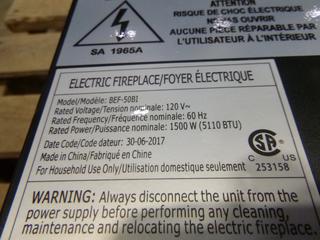 ATTENTION
RISQUE DE CHOC ÉLECTRIQUE
N'OUVREZ PAS
AUCUNE PIÈCE RÉPARABLE PAR
L'UTILISATEUR À L'INTÉRIEUR
SA 1965A
ELECTRIC FIREPLACE/FOYER ÉLECTRIQUE
Model/Modèle: BEF-50BI
Rated Voltage/Tension nominale: 120 V~
Rated Frequency/Fréquence nominale: 60 Hz
Rated Power/Puissance nominale: 1500 W (5110 BTU)
Date Code/Code dateur: 30-06-2017
Made in China/Fabriqué en Chine
For Household Use Only/Utilisation domestique seulement
C US
253158
WARNING: Always disconnect the unit from the
power supply before performing any cleaning,
maintenance and relocating the electric fireplace.